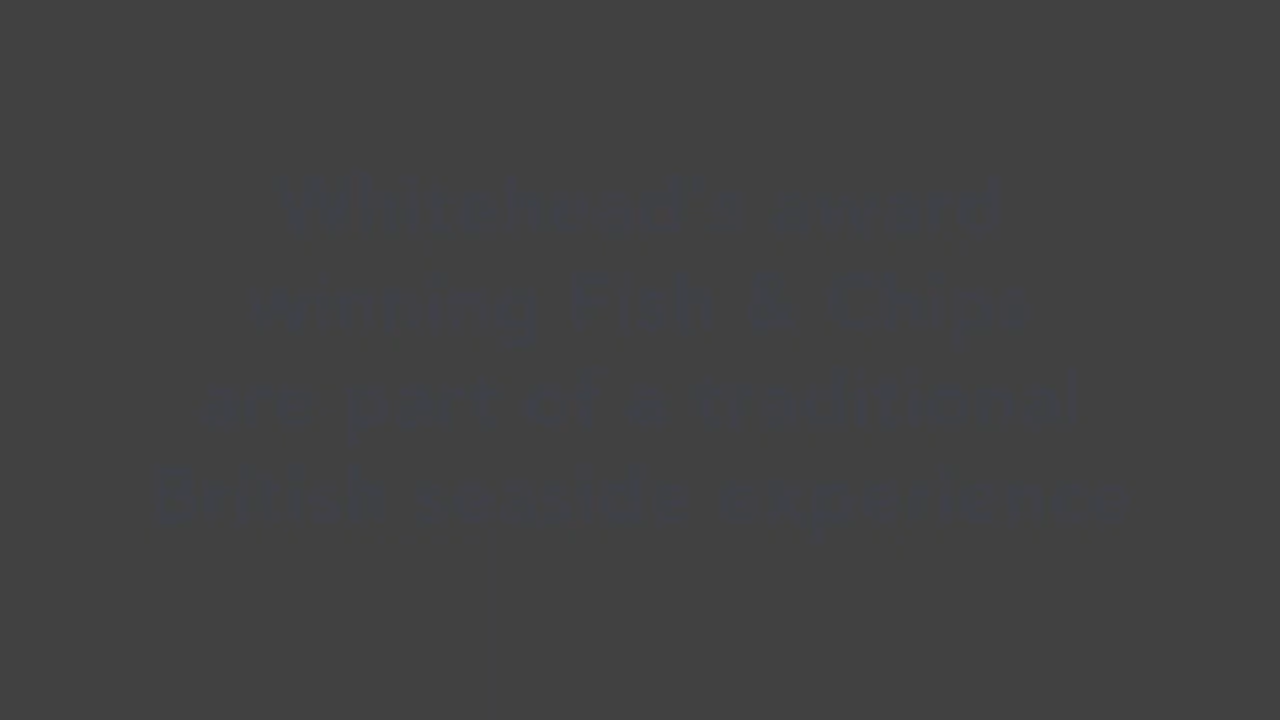 Whitehead's award
winning Fish & Chips
are part of a traditional
British seaside experience